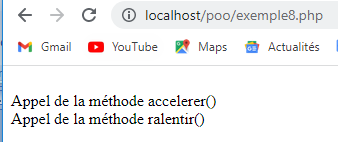 localhost/poo/exemple8.php
Gmail YouTube Maps Actualités
Appel de la méthode accelerer()
Appel de la méthode ralentir()